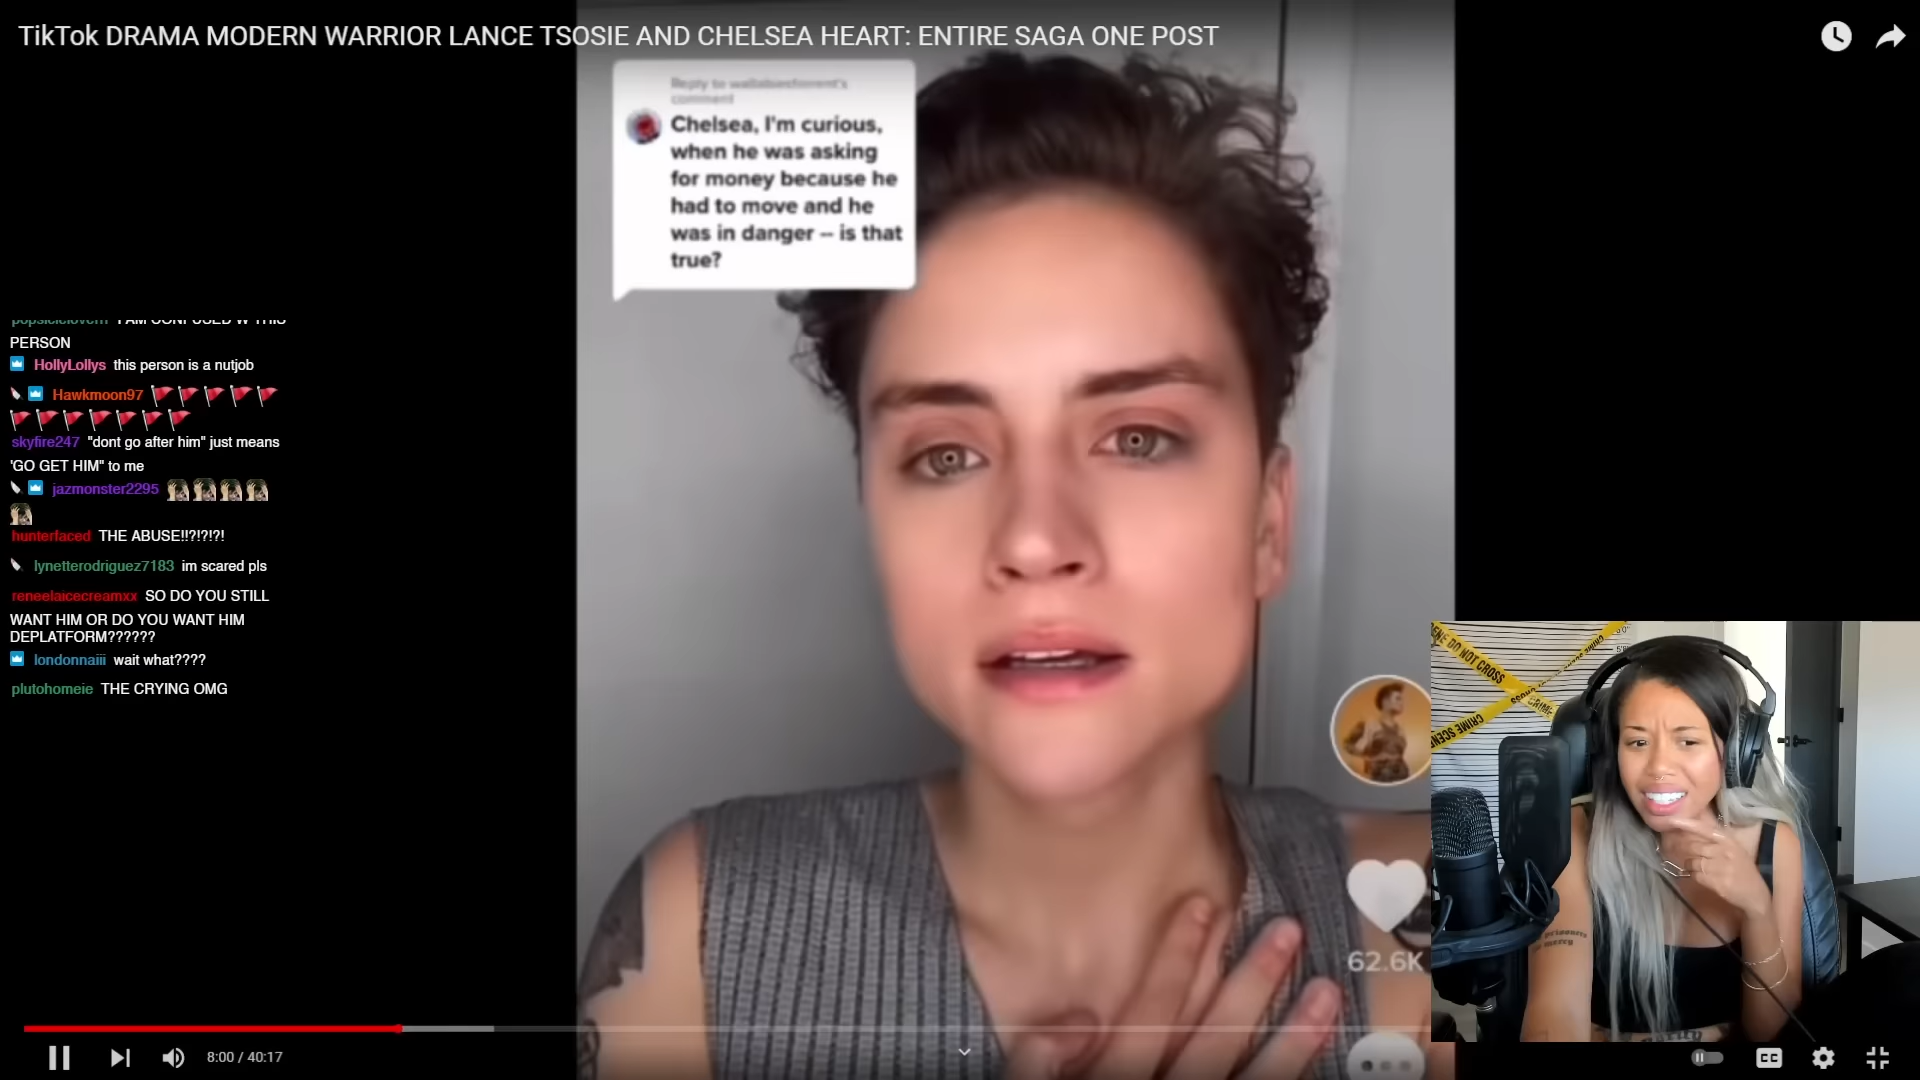 TikTok DRAMA MODERN WARRIOR LANCE TSOSIE AND CHELSEA HEART: ENTIRE SAGA ONE POST
Reply to
comment
Chelsea, I'm curious,
when he was asking
for money because he
had to move and he
was in danger -- is that
true?
PERSON
HollyLollys this person is a nutjob
Hawkmoon97
skyfire247 "dont go after him" just means
'GO GET HIM" to me
jazmonster2295
hunterfaced THE ABUSE!!?!?!?!
lynetterodriguez7183 im scared pls
reneelaicecreamxx SO DO YOU STILL
WANT HIM OR DO YOU WANT HIM
DEPLATFORM??????
londonnaiii wait what????
plutohomeie THE CRYING OMG
62.6K
DO NOT CROSS
CRIME SCENE
8:00 / 40:17
CC